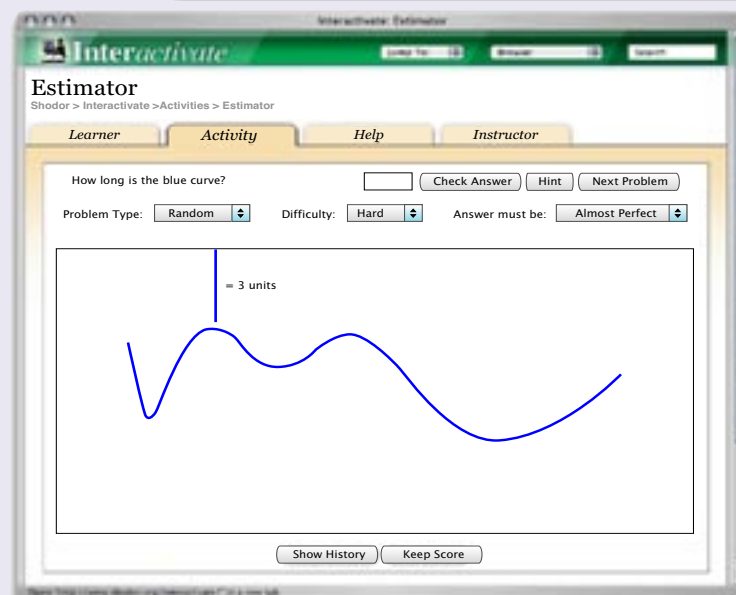 Interactivate: Estimator
Interactivate
Estimator
Shodor > Interactivate >Activities > Estimator
Learner Activity Help Instructor
How long is the blue curve? Check Answer Hint Next Problem
Problem Type: Random Difficulty: Hard Answer must be: Almost Perfect
= 3 units
Show History Keep Score